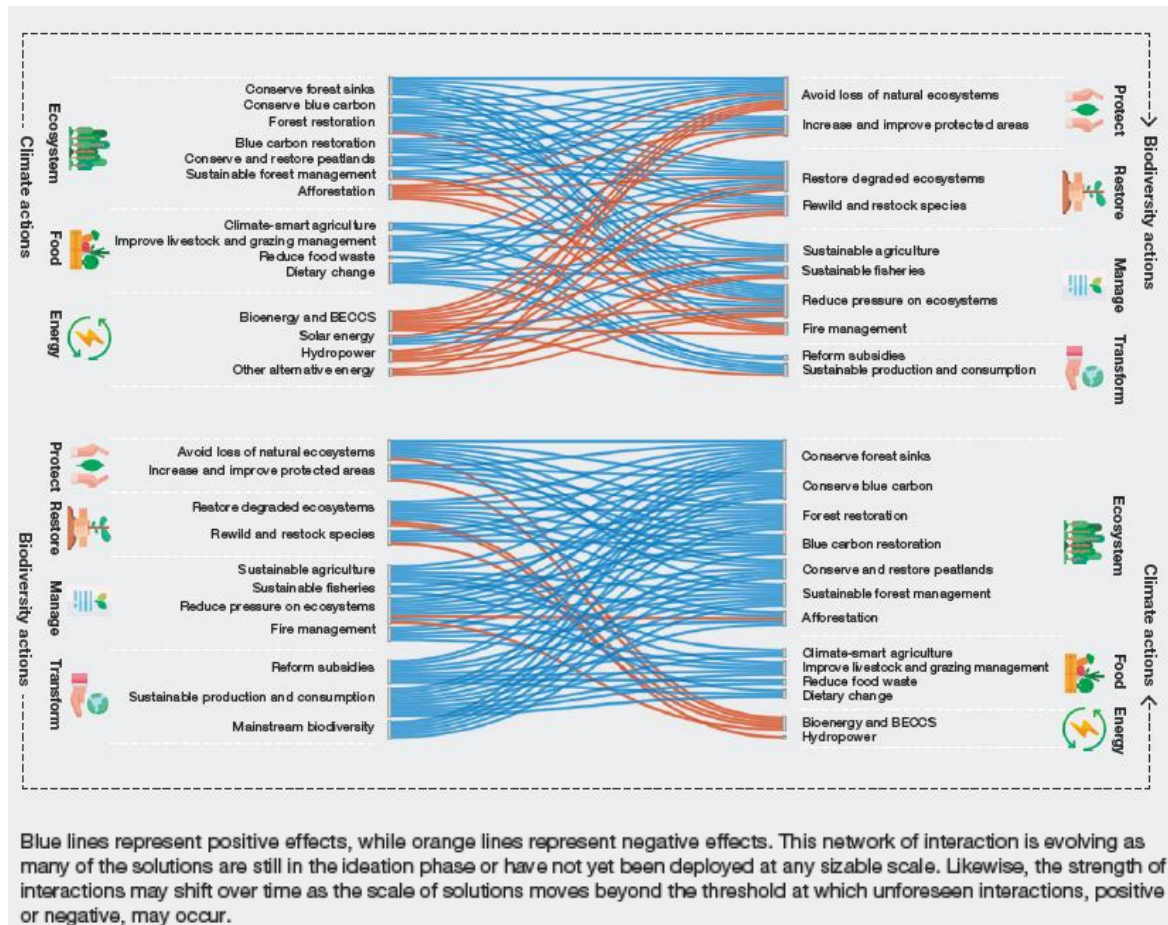 Climate actions
Ecosystem
Conserve forest sinks
Conserve blue carbon
Forest restoration
Blue carbon restoration
Conserve and restore peatlands
Sustainable forest management
Afforestation
Food
Climate-smart agriculture
Improve livestock and grazing management
Reduce food waste
Dietary change
Energy
Bioenergy and BECCS
Solar energy
Hydropower
Other alternative energy
Biodiversity actions
Protect
Avoid loss of natural ecosystems
Increase and improve protected areas
Restore
Restore degraded ecosystems
Rewild and restock species
Manage
Sustainable agriculture
Sustainable fisheries
Reduce pressure on ecosystems
Fire management
Transform
Reform subsidies
Sustainable production and consumption
Biodiversity actions
Protect
Avoid loss of natural ecosystems
Increase and improve protected areas
Restore
Restore degraded ecosystems
Rewild and restock species
Manage
Sustainable agriculture
Sustainable fisheries
Reduce pressure on ecosystems
Fire management
Transform
Reform subsidies
Sustainable production and consumption
Mainstream biodiversity
Climate actions
Ecosystem
Conserve forest sinks
Conserve blue carbon
Forest restoration
Blue carbon restoration
Conserve and restore peatlands
Sustainable forest management
Afforestation
Food
Climate-smart agriculture
Improve livestock and grazing management
Reduce food waste
Dietary change
Energy
Bioenergy and BECCS
Hydropower
Blue lines represent positive effects, while orange lines represent negative effects. This network of interaction is evolving as
many of the solutions are still in the ideation phase or have not yet been deployed at any sizable scale. Likewise, the strength of
interactions may shift over time as the scale of solutions moves beyond the threshold at which unforeseen interactions, positive
or negative, may occur.